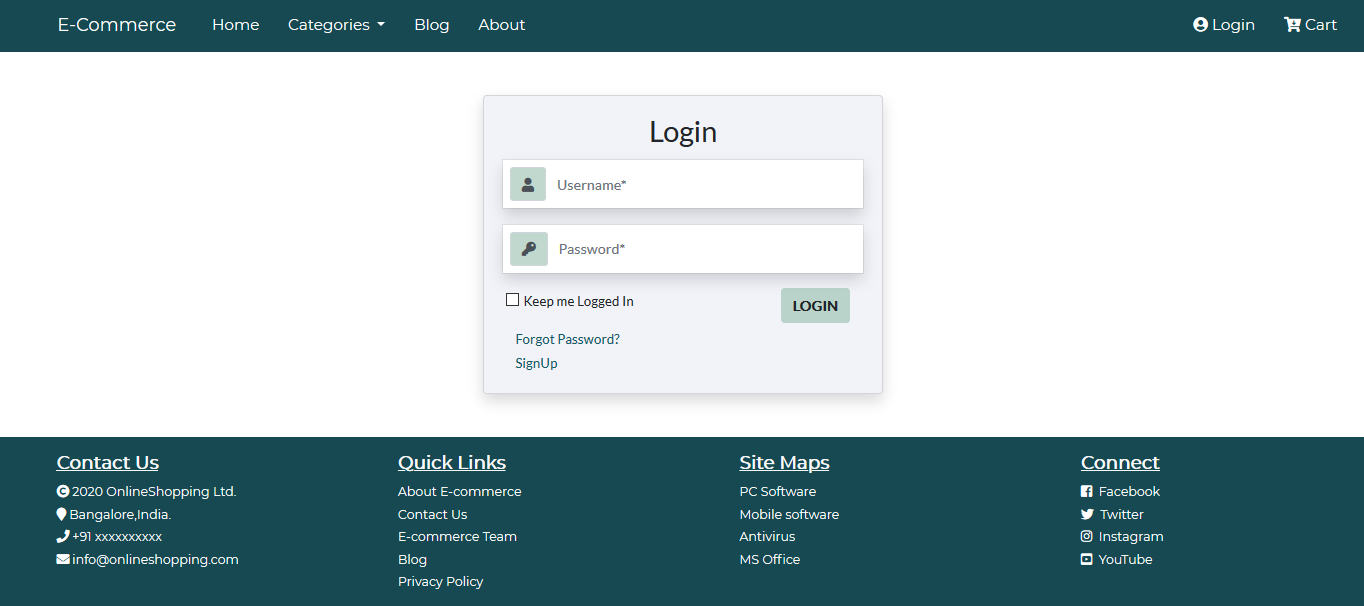 E-Commerce Home Categories Blog About Login Cart
Login
Username*
Password*
Keep me Logged In LOGIN
Forgot Password?
SignUp
Contact Us
© 2020 OnlineShopping Ltd.
Bangalore,India.
+91 xxxxxxxxxx
info@onlineshopping.com
Quick Links
About E-commerce
Contact Us
E-commerce Team
Blog
Privacy Policy
Site Maps
PC Software
Mobile software
Antivirus
MS Office
Connect
Facebook
Twitter
Instagram
YouTube